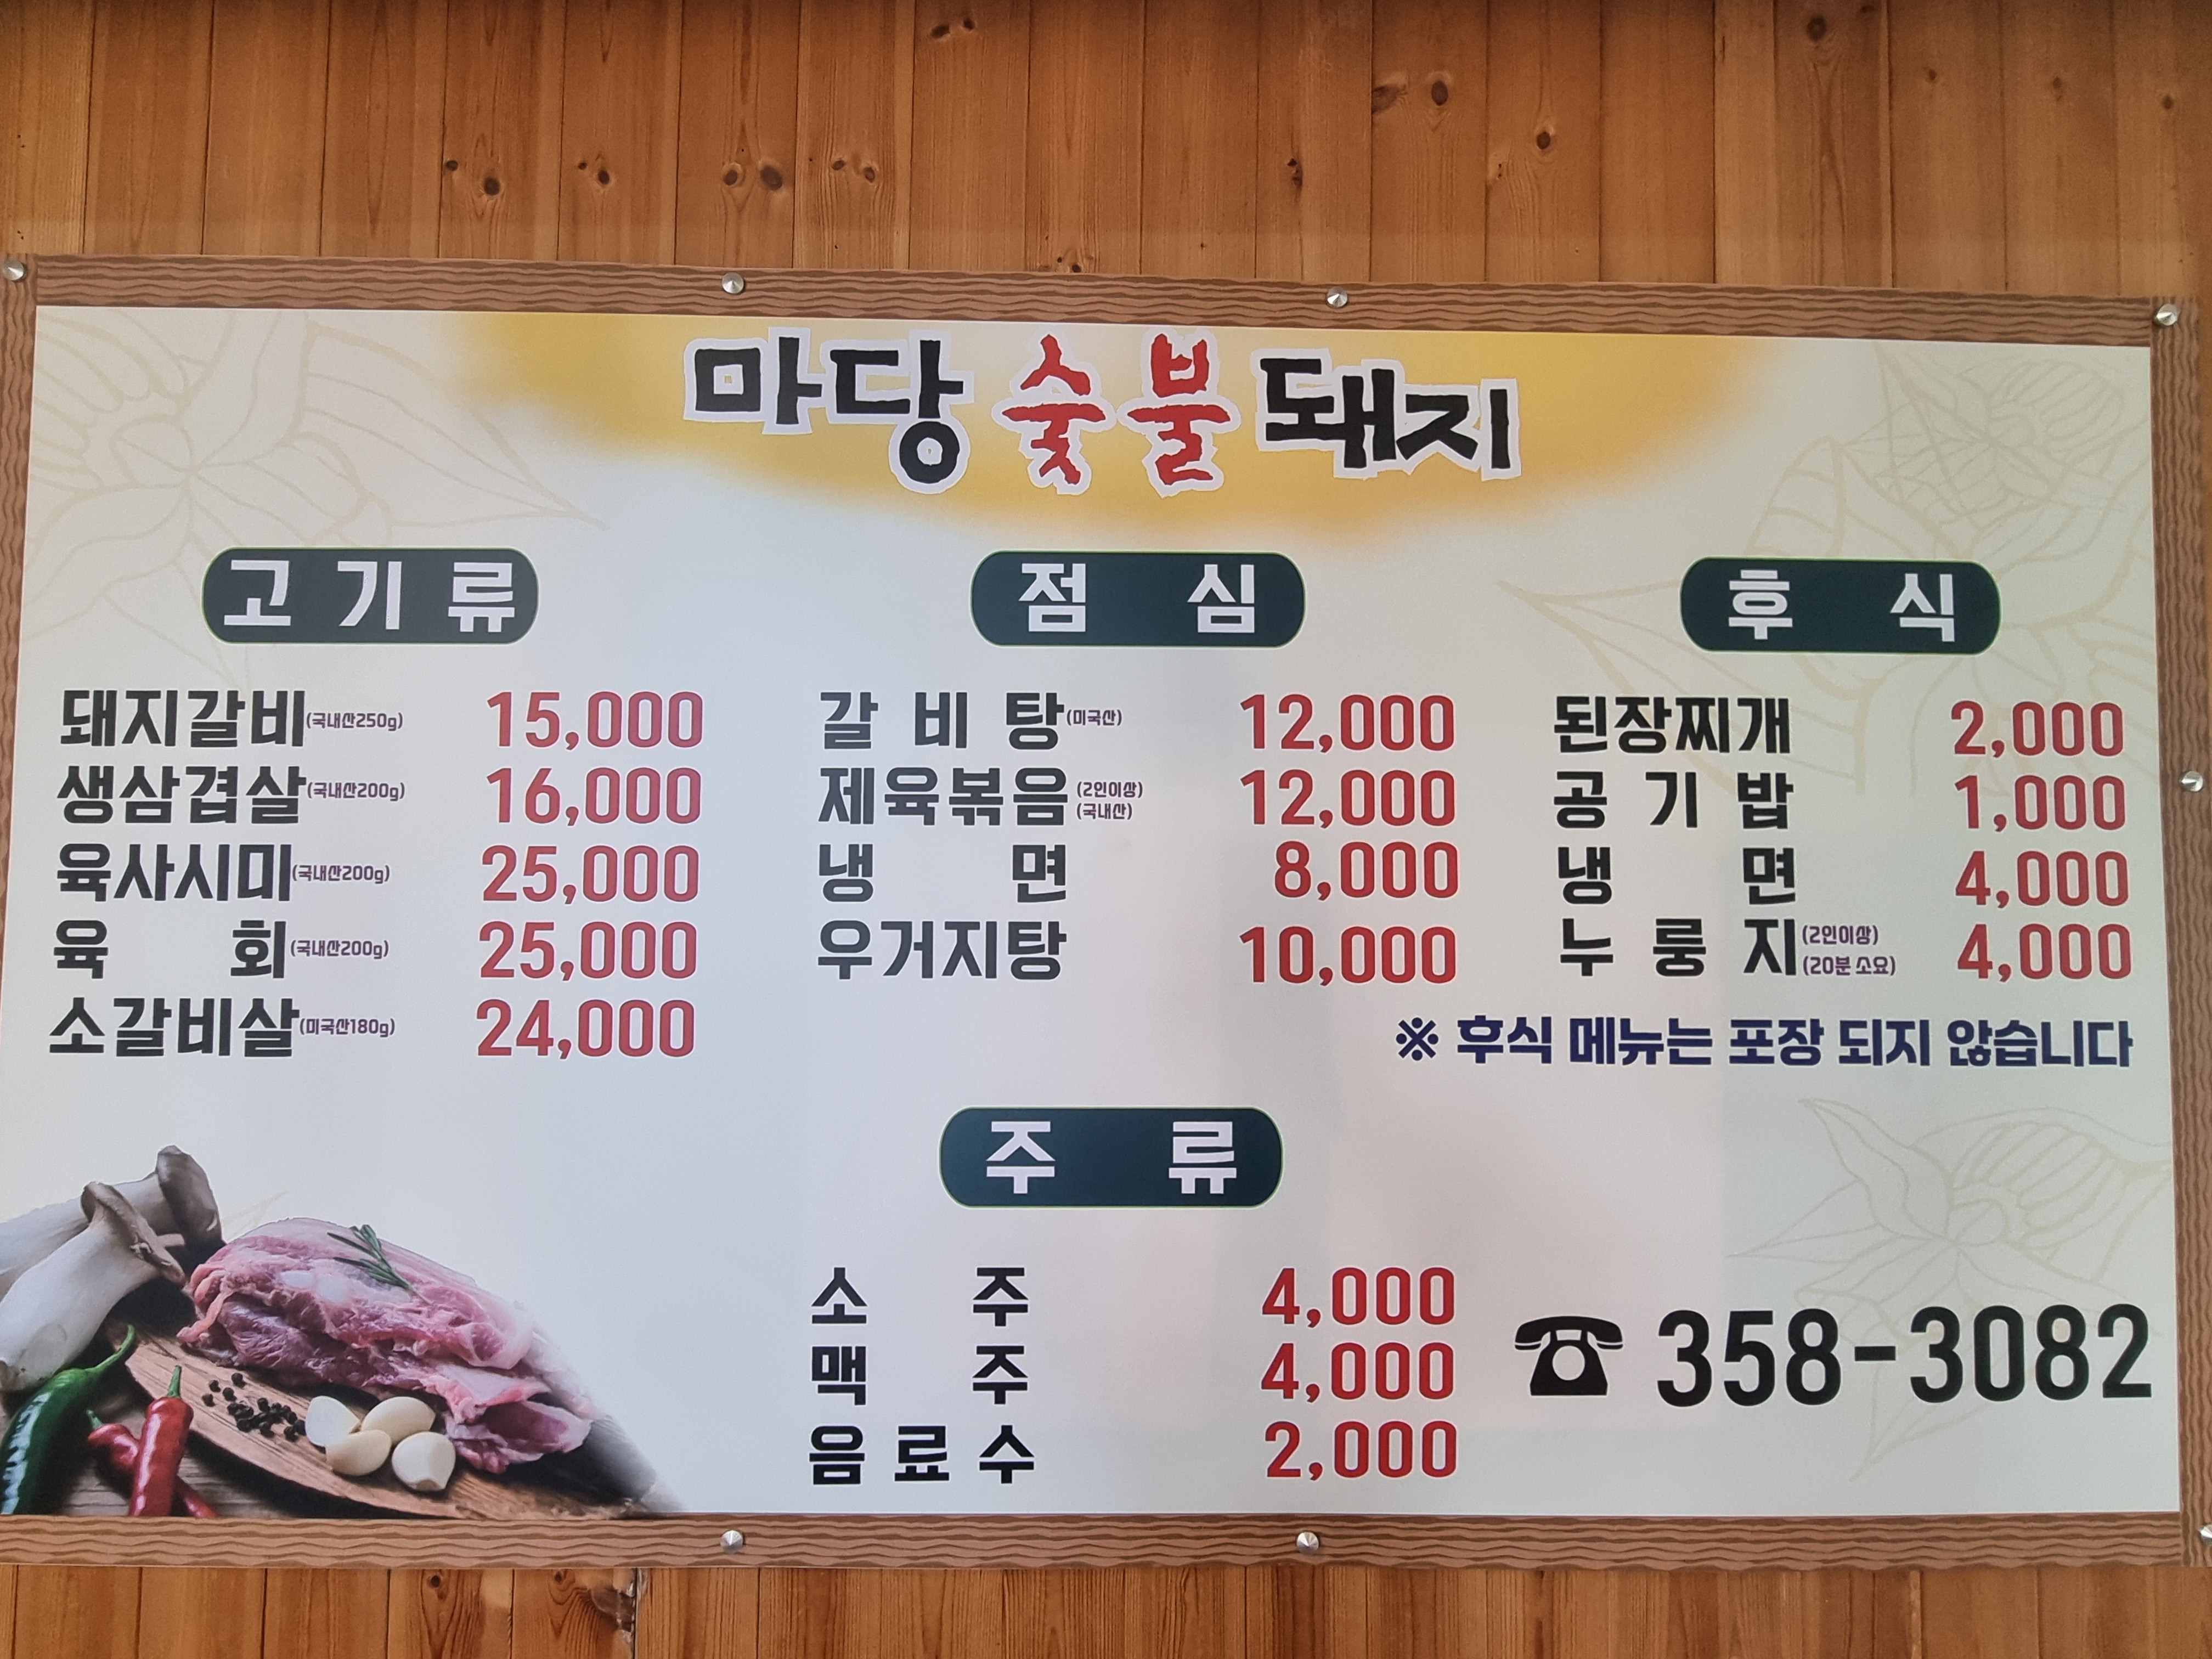 마당숯불돼지
고기류
돼지갈비(국내산250g) 15,000
생삼겹살(국내산200g) 16,000
육사시미(국내산200g) 25,000
육회(국내산200g) 25,000
소갈비살(미국산180g) 24,000
점심
갈비탕(미국산) 12,000
제육볶음(2인이상)(국내산) 12,000
냉면 8,000
우거지탕 10,000
후식
된장찌개 2,000
공기밥 1,000
냉면 4,000
누룽지(2인이상)(20분 소요) 4,000
※ 후식 메뉴는 포장 되지 않습니다
주류
소주 4,000
맥주 4,000
음료수 2,000
☎ 358-3082